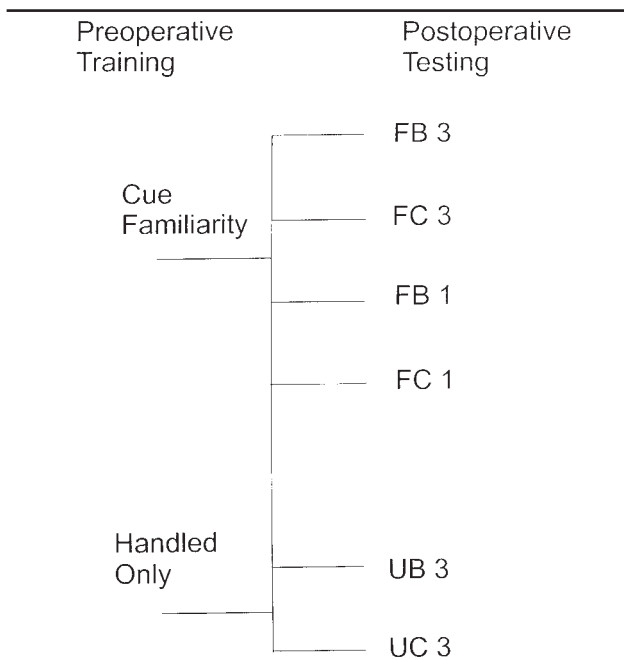 Preoperative Training
Postoperative Testing
FB 3
Cue Familiarity
FC 3
FB 1
FC 1
Handled Only
UB 3
UC 3